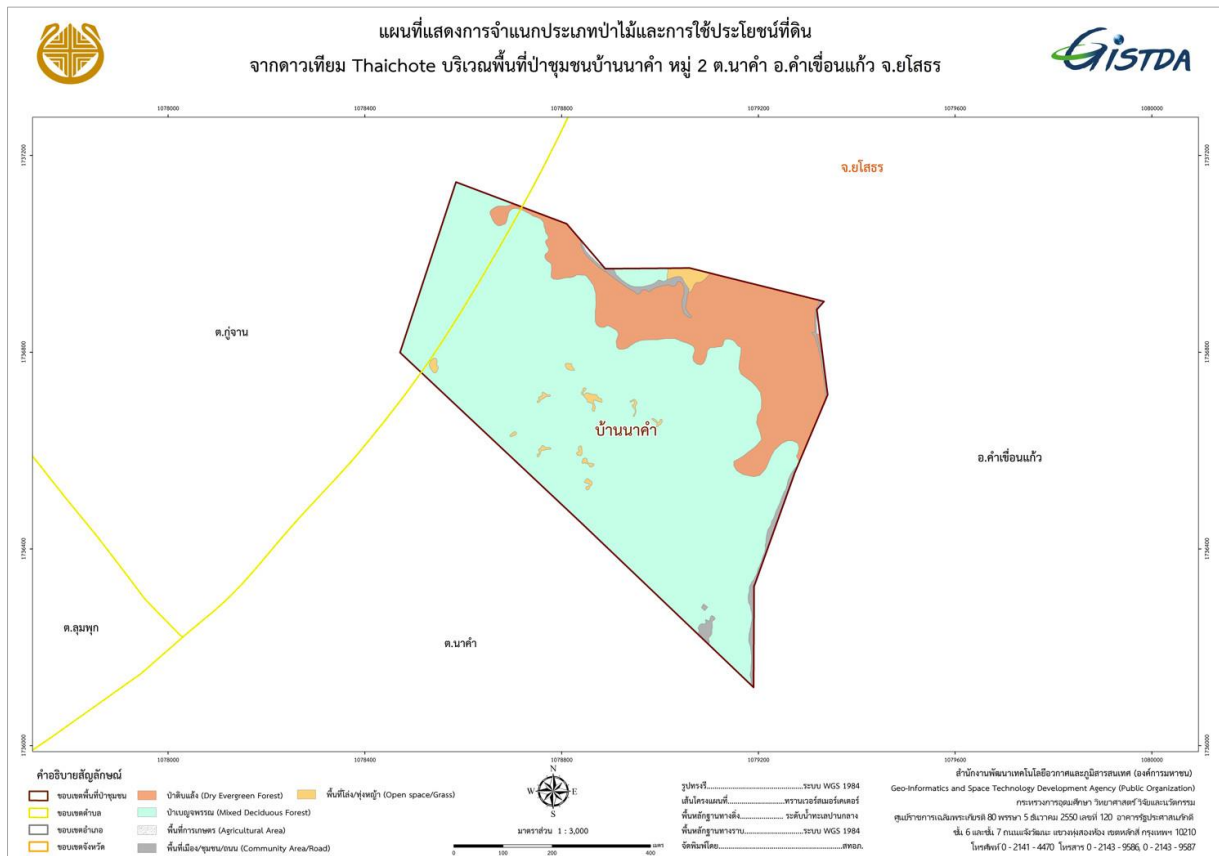 แผนที่แสดงการจำแนกประเภทป่าไม้และการใช้ประโยชน์ที่ดิน
จากดาวเทียม Thaichote บริเวณพื้นที่ป่าชุมชนบ้านนาคำ หมู่ 2 ต.นาคำ อ.คำเขื่อนแก้ว จ.ยโสธร
GISTDA
1078000 1078400 1078800 1079200 1079600 1080000
1737200 1737200
จ.ยโสธร
ต.กู่จาน
1736800 1736800
บ้านนาคำ
อ.คำเขื่อนแก้ว
1736400 1736400
ต.ลุมพุก
ต.นาคำ
1736000 1736000
1078000 1078400 1078800 1079200 1079600 1080000
คำอธิบายสัญลักษณ์
ขอบเขตพื้นที่ป่าชุมชน
ขอบเขตตำบล
ขอบเขตอำเภอ
ขอบเขตจังหวัด
ป่าดิบแล้ง (Dry Evergreen Forest)
ป่าเบญจพรรณ (Mixed Deciduous Forest)
พื้นที่การเกษตร (Agricultural Area)
พื้นที่เมือง/ชุมชน/ถนน (Community Area/Road)
พื้นที่โล่ง/ทุ่งหญ้า (Open space/Grass)
N
W E
S
มาตราส่วน 1 : 3,000
0 100 200 400 เมตร
รูปทรงรี...............................ระบบ WGS 1984
เส้นโครงแผนที่...................ทรานเวอร์สเมอร์เคเตอร์
พื้นหลักฐานทางดิ่ง............... ระดับน้ำทะเลปานกลาง
พื้นหลักฐานทางราบ...............ระบบ WGS 1984
จัดพิมพ์โดย...............................สทอภ.
สำนักงานพัฒนาเทคโนโลยีอวกาศและภูมิสารสนเทศ (องค์การมหาชน)
Geo-Informatics and Space Technology Development Agency (Public Organization)
กระทรวงการอุดมศึกษา วิทยาศาสตร์ วิจัยและนวัตกรรม
ศูนย์ราชการเฉลิมพระเกียรติ 80 พรรษา 5 ธันวาคม 2550 เลขที่ 120 อาคารรัฐประศาสนภักดี
ชั้น 6 และชั้น 7 ถนนแจ้งวัฒนะ แขวงทุ่งสองห้อง เขตหลักสี่ กรุงเทพฯ 10210
โทรศัพท์ 0 - 2141 - 4470 โทรสาร 0 - 2143 - 9586, 0 - 2143 - 9587